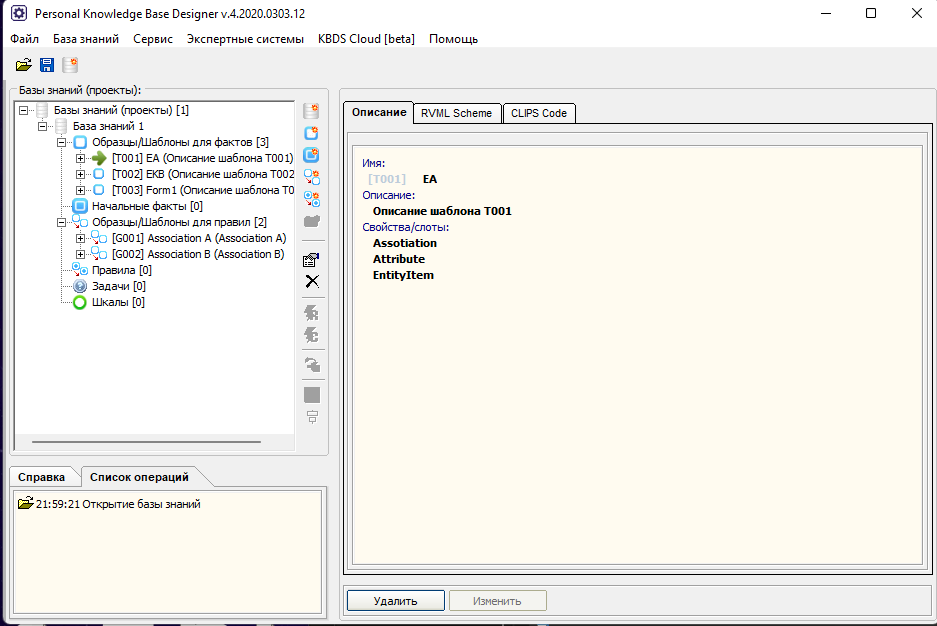 Personal Knowledge Base Designer v.4.2020.0303.12
Файл База знаний Сервис Экспертные системы KBDS Cloud [beta] Помощь
Базы знаний (проекты):
Базы знаний (проекты) [1]
База знаний 1
Образцы/Шаблоны для фактов [3]
[T001] EA (Описание шаблона T001)
[T002] EKB (Описание шаблона T002
[T003] Form1 (Описание шаблона T0
Начальные факты [0]
Образцы/Шаблоны для правил [2]
[G001] Association A (Association A)
[G002] Association B (Association B)
Правила [0]
Задачи [0]
Шкалы [0]
Справка Список операций
21:59:21 Открытие базы знаний
Описание RVML Scheme CLIPS Code
Имя:
[T001] EA
Описание:
Описание шаблона T001
Свойства/слоты:
Assotiation
Attribute
EntityItem
Удалить Изменить